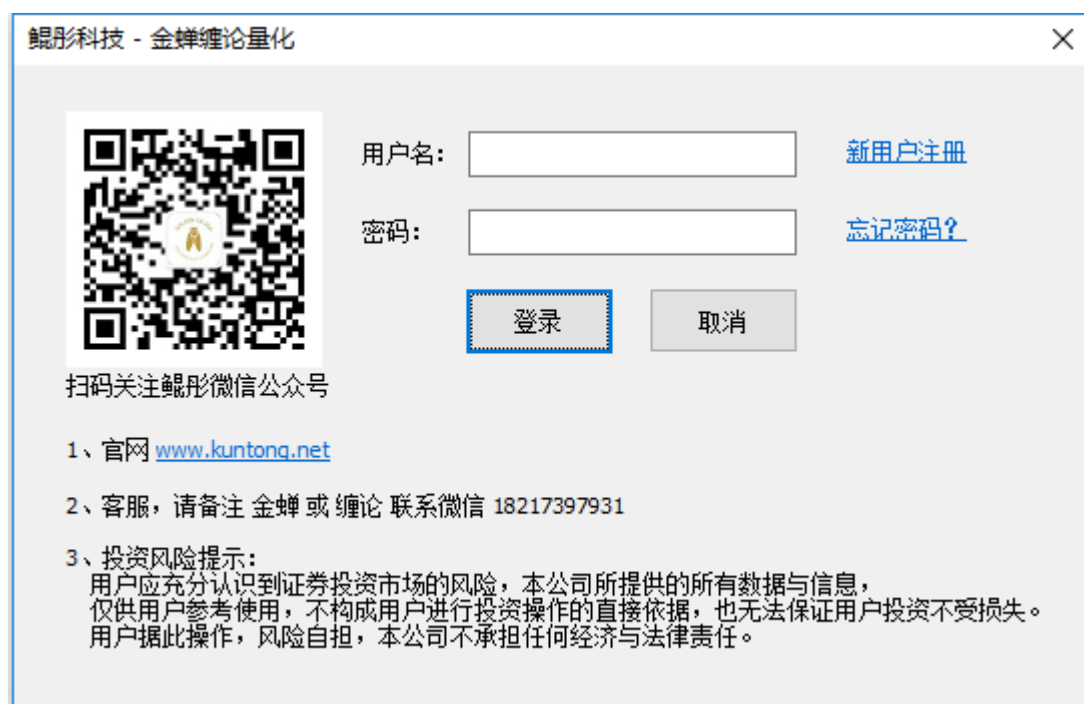 鲲彤科技 - 金蝉缠论量化
用户名：
新用户注册
密码：
忘记密码？
登录
取消
扫码关注鲲彤微信公众号
1、官网 www.kuntong.net
2、客服，请备注 金蝉 或 缠论 联系微信 18217397931
3、投资风险提示：
用户应充分认识到证券投资市场的风险，本公司所提供的所有数据与信息，
仅供用户参考使用，不构成用户进行投资操作的直接依据，也无法保证用户投资不受损失。
用户据此操作，风险自担，本公司不承担任何经济与法律责任。